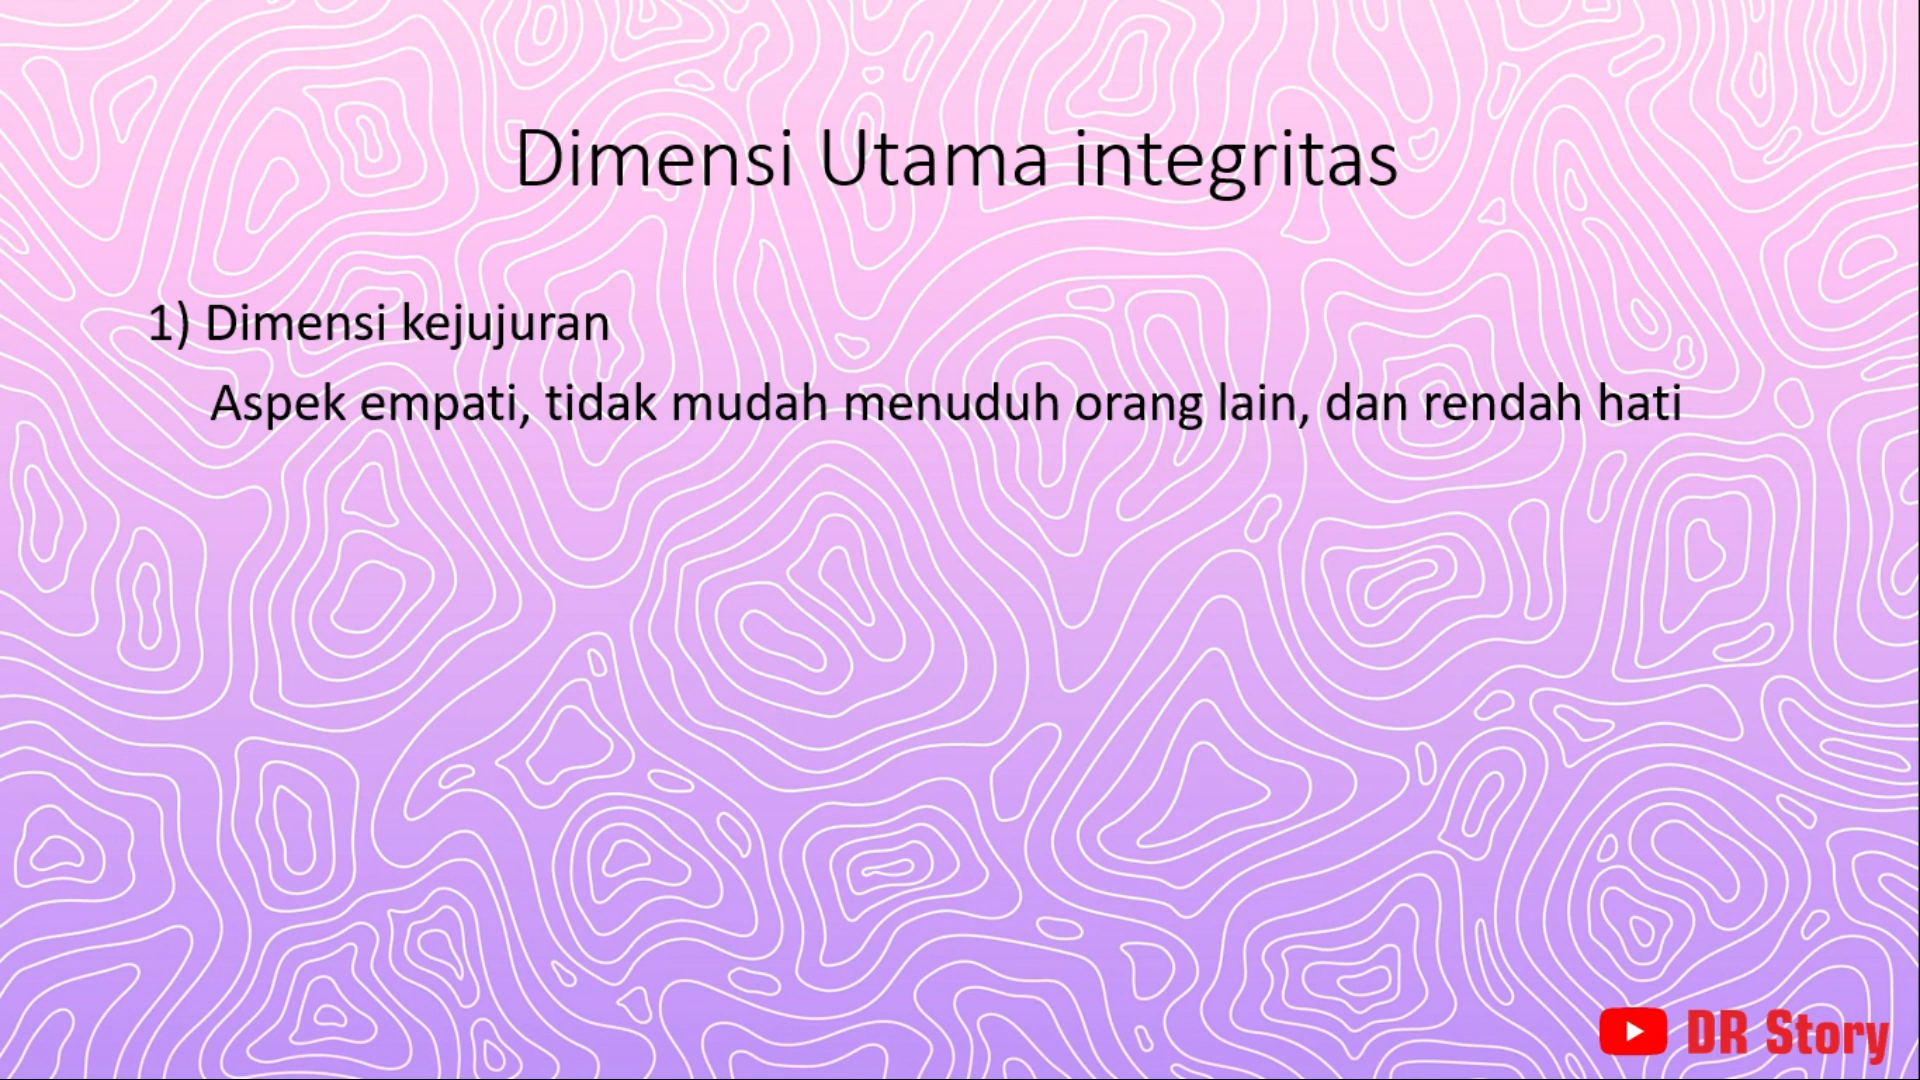 Dimensi Utama integritas
1) Dimensi kejujuran
Aspek empati, tidak mudah menuduh orang lain, dan rendah hati
DR Story